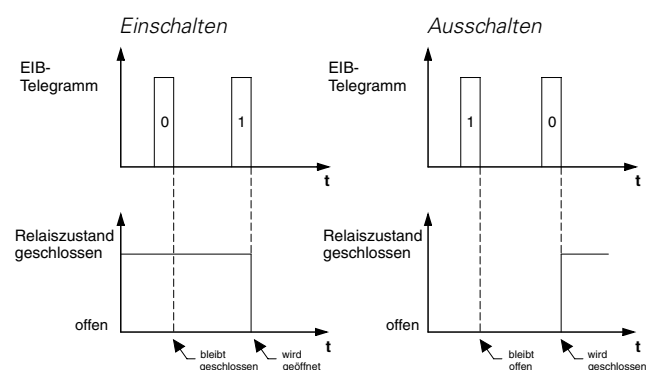 Einschalten
EIB-
Telegramm
0
1
t
Relaiszustand
geschlossen
offen
t
bleibt
geschlossen
wird
geöffnet
Ausschalten
EIB-
Telegramm
1
0
t
Relaiszustand
geschlossen
offen
t
bleibt
offen
wird
geschlossen